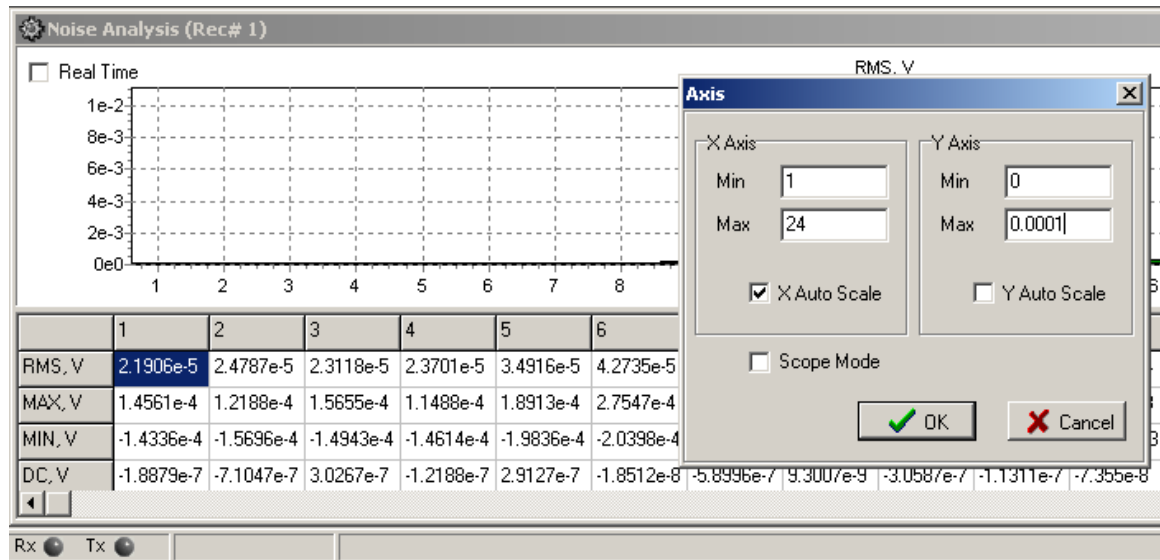 Noise Analysis (Rec# 1)
Real Time
RMS, V
1e-2
8e-3
6e-3
4e-3
2e-3
0e0
1 2 3 4 5 6 7 8
Axis
X Axis
Min 1
Max 24
X Auto Scale
Y Axis
Min 0
Max 0.0001
Y Auto Scale
Scope Mode
OK Cancel
1 2 3 4 5 6
RMS, V 2.1906e-5 2.4787e-5 2.3118e-5 2.3701e-5 3.4916e-5 4.2735e-5
MAX, V 1.4561e-4 1.2188e-4 1.5655e-4 1.1488e-4 1.8913e-4 2.7547e-4
MIN, V -1.4336e-4 -1.5696e-4 -1.4943e-4 -1.4614e-4 -1.9836e-4 -2.0398e-4
DC, V -1.8879e-7 -7.1047e-7 3.0267e-7 -1.2188e-7 2.9127e-7 -1.8512e-8 -5.8996e-7 9.3007e-9 -3.0587e-7 -1.1311e-7 -7.355e-8
Rx Tx